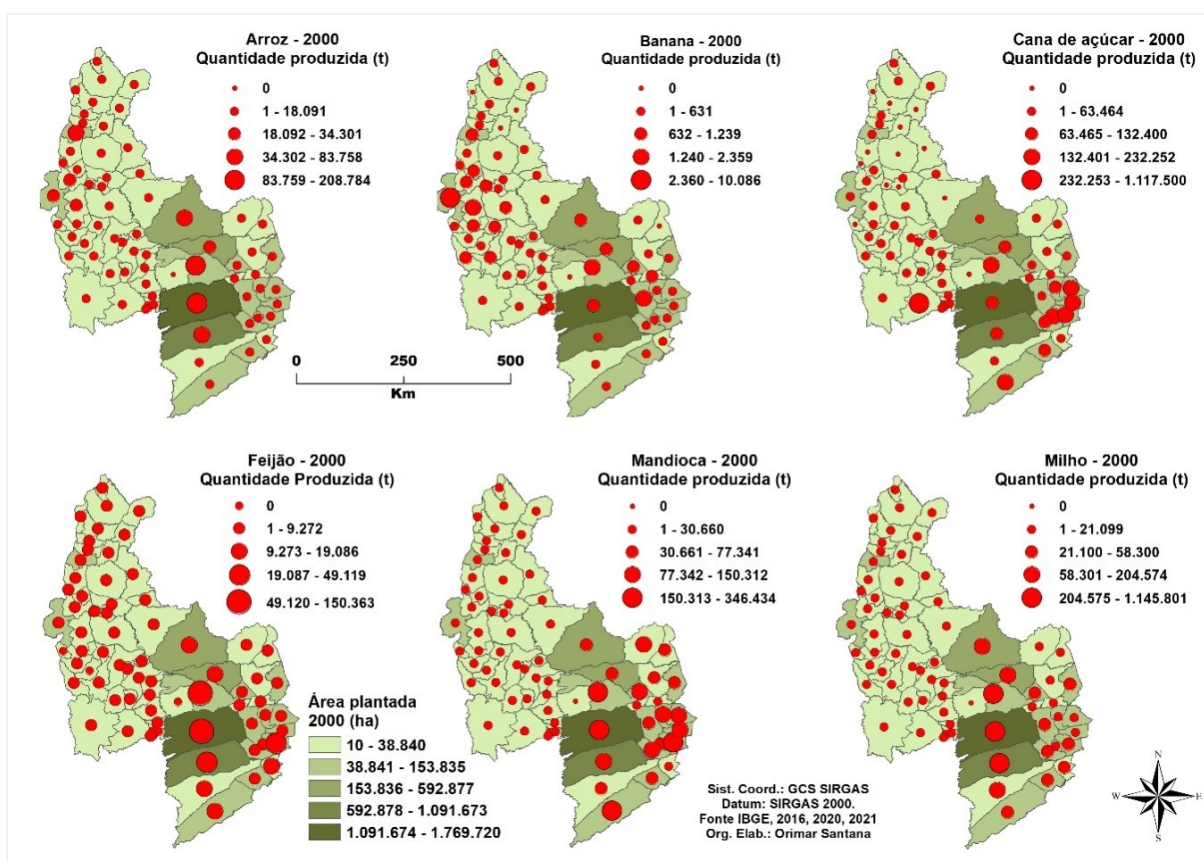 Arroz - 2000
Quantidade produzida (t)
0
1 - 18.091
18.092 - 34.301
34.302 - 83.758
83.759 - 208.784
Banana - 2000
Quantidade produzida (t)
0
1 - 631
632 - 1.239
1.240 - 2.359
2.360 - 10.086
Cana de açúcar - 2000
Quantidade produzida (t)
0
1 - 63.464
63.465 - 132.400
132.401 - 232.252
232.253 - 1.117.500
0 250 500
Km
Feijão - 2000
Quantidade Produzida (t)
0
1 - 9.272
9.273 - 19.086
19.087 - 49.119
49.120 - 150.363
Mandioca - 2000
Quantidade produzida (t)
0
1 - 30.660
30.661 - 77.341
77.342 - 150.312
150.313 - 346.434
Milho - 2000
Quantidade produzida (t)
0
1 - 21.099
21.100 - 58.300
58.301 - 204.574
204.575 - 1.145.801
Área plantada
2000 (ha)
10 - 38.840
38.841 - 153.835
153.836 - 592.877
592.878 - 1.091.673
1.091.674 - 1.769.720
Sist. Coord.: GCS SIRGAS
Datum: SIRGAS 2000.
Fonte IBGE, 2016, 2020, 2021
Org. Elab.: Orimar Santana
N
W E
S